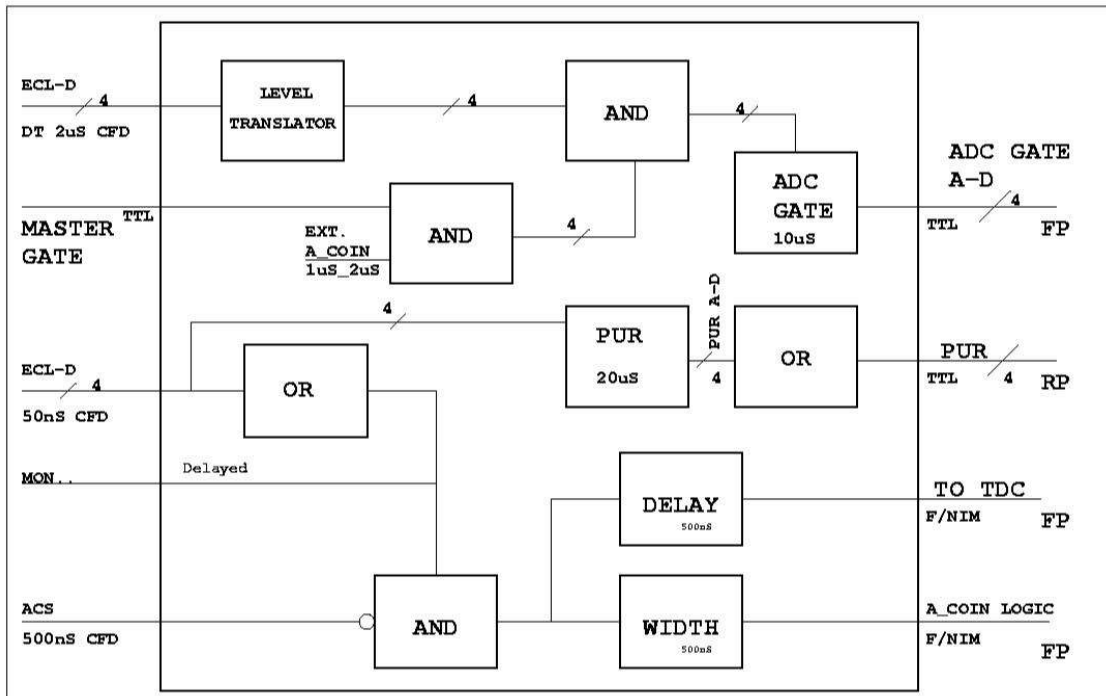 ECL-D
4
DT 2uS CFD
LEVEL
TRANSLATOR
4
AND
4
ADC
GATE
10uS
ADC GATE
A-D
4
TTL
FP
MASTER
GATE
TTL
EXT.
A_COIN
1uS_2uS
AND
4
4
PUR
20uS
PUR A-D
4
OR
PUR
TTL
4
RP
ECL-D
4
50nS CFD
OR
MON..
Delayed
DELAY
500nS
TO TDC
F/NIM
FP
ACS
500nS CFD
AND
WIDTH
500nS
A_COIN LOGIC
F/NIM
FP